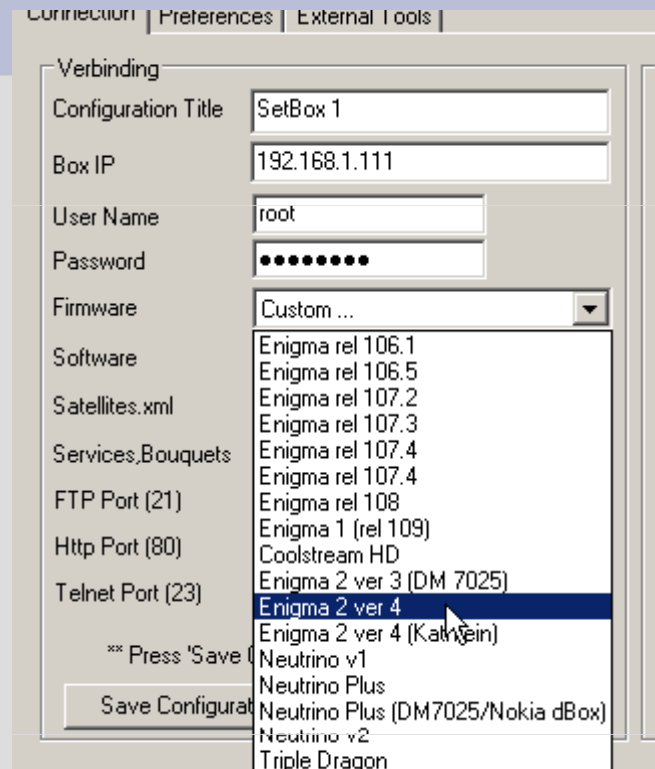 Connection Preferences External Tools
Verbinding
Configuration Title SetBox 1
Box IP 192.168.1.111
User Name root
Password ●●●●●●●●
Firmware Custom ...
Enigma rel 106.1
Software
Enigma rel 106.5
Enigma rel 107.2
Satellites.xml
Enigma rel 107.3
Enigma rel 107.4
Services,Bouquets
Enigma rel 107.4
FTP Port (21)
Enigma rel 108
Enigma 1 (rel 109)
Http Port (80)
Coolstream HD
Enigma 2 ver 3 (DM 7025)
Telnet Port (23)
Enigma 2 ver 4
Enigma 2 ver 4 (Kathrein)
** Press 'Save
Neutrino v1
Neutrino Plus
Save Configurat
Neutrino Plus (DM7025/Nokia dBox)
Neutrino v2
Triple Dragon